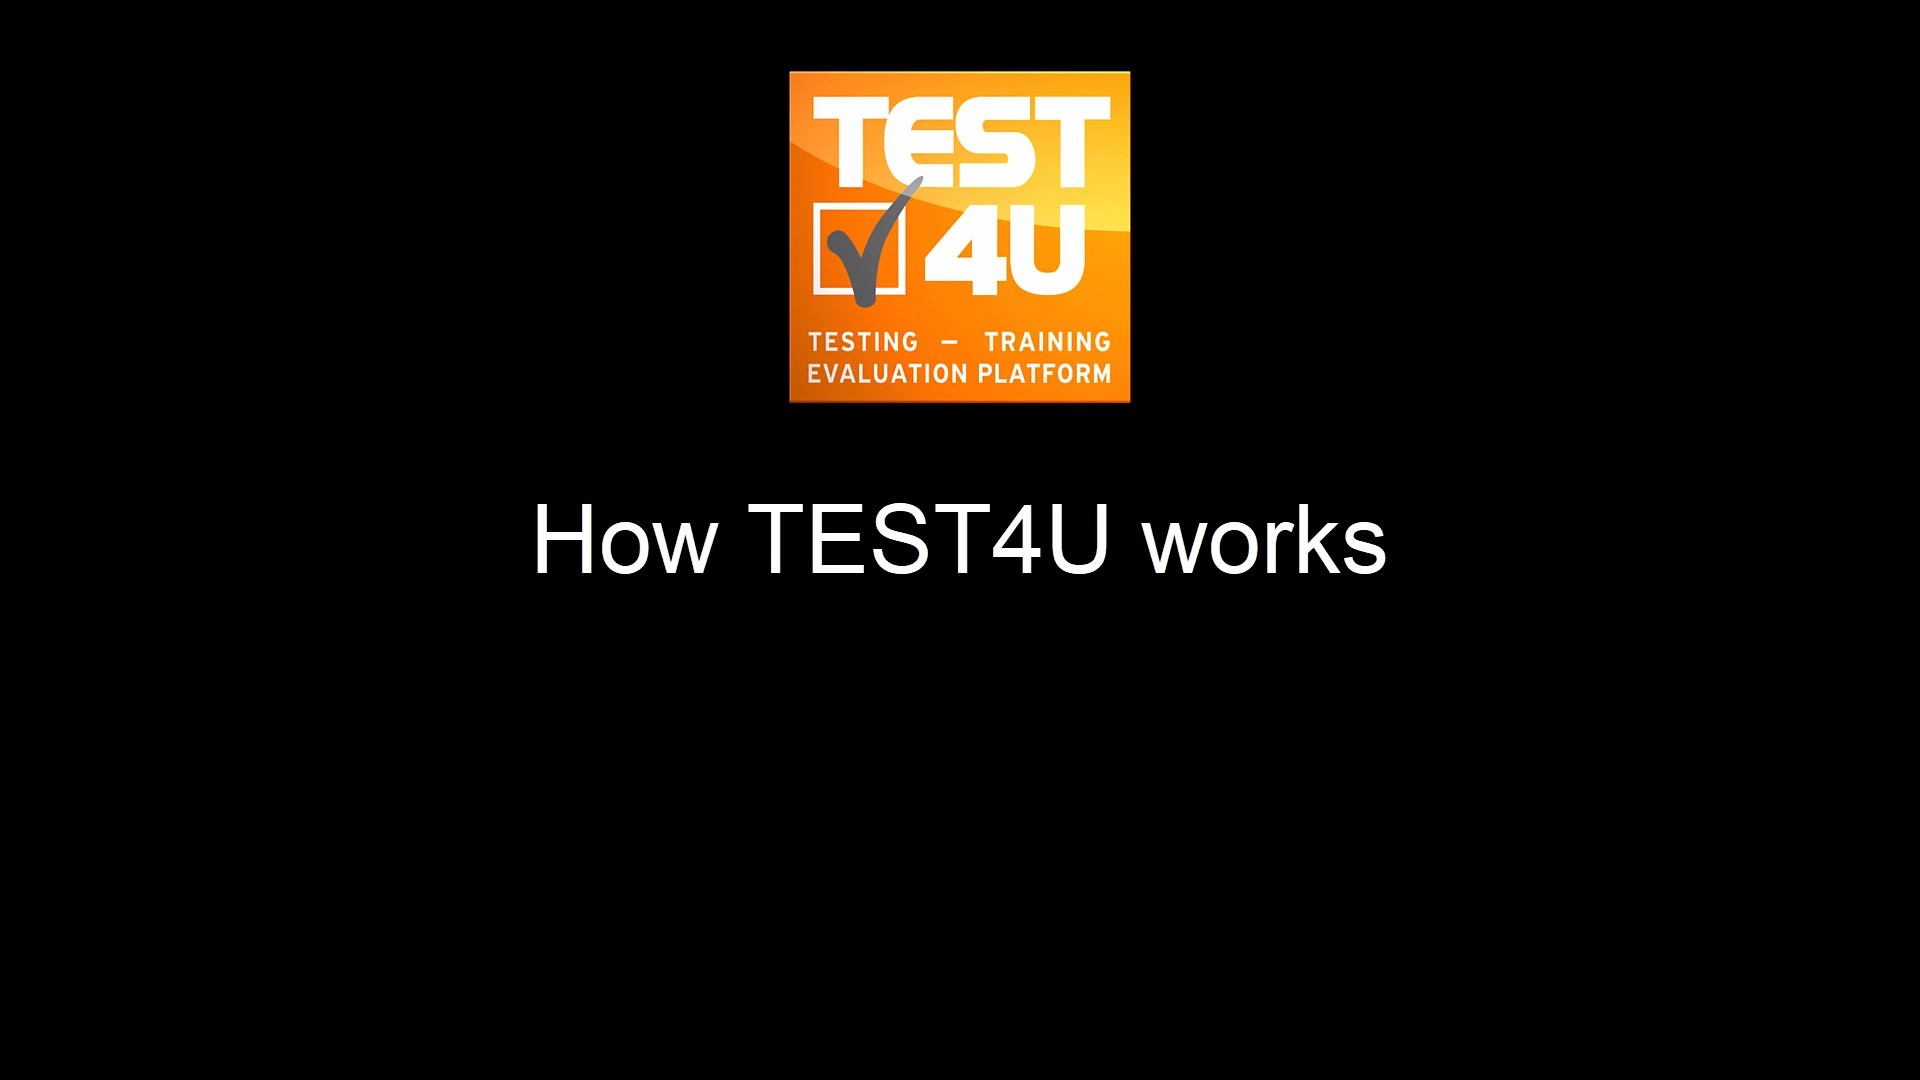 TEST
4U
TESTING – TRAINING
EVALUATION PLATFORM
How TEST4U works